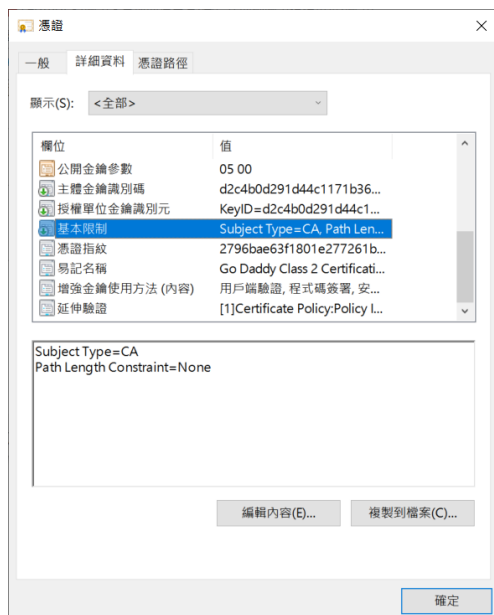 憑證
一般 詳細資料 憑證路徑
顯示(S): <全部>
欄位 值
公開金鑰參數 05 00
主體金鑰識別碼 d2c4b0d291d44c1171b36...
授權單位金鑰識別元 KeyID=d2c4b0d291d44c1...
基本限制 Subject Type=CA, Path Len...
憑證指紋 2796bae63f1801e277261b...
易記名稱 Go Daddy Class 2 Certificati...
增強金鑰使用方法 (內容) 用戶端驗證, 程式碼簽署, 安...
延伸驗證 [1]Certificate Policy:Policy I...
Subject Type=CA
Path Length Constraint=None
編輯內容(E)... 複製到檔案(C)...
確定